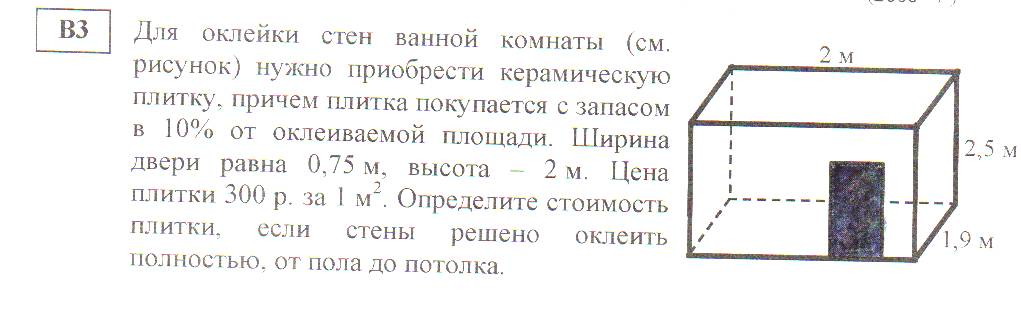 В3
Для оклейки стен ванной комнаты (см.
рисунок) нужно приобрести керамическую
плитку, причем плитка покупается с запасом
в 10% от оклеиваемой площади. Ширина
двери равна 0,75 м, высота – 2 м. Цена
плитки 300 р. за 1 м². Определите стоимость
плитки, если стены решено оклеить
полностью, от пола до потолка.
2 м
2,5 м
1,9 м